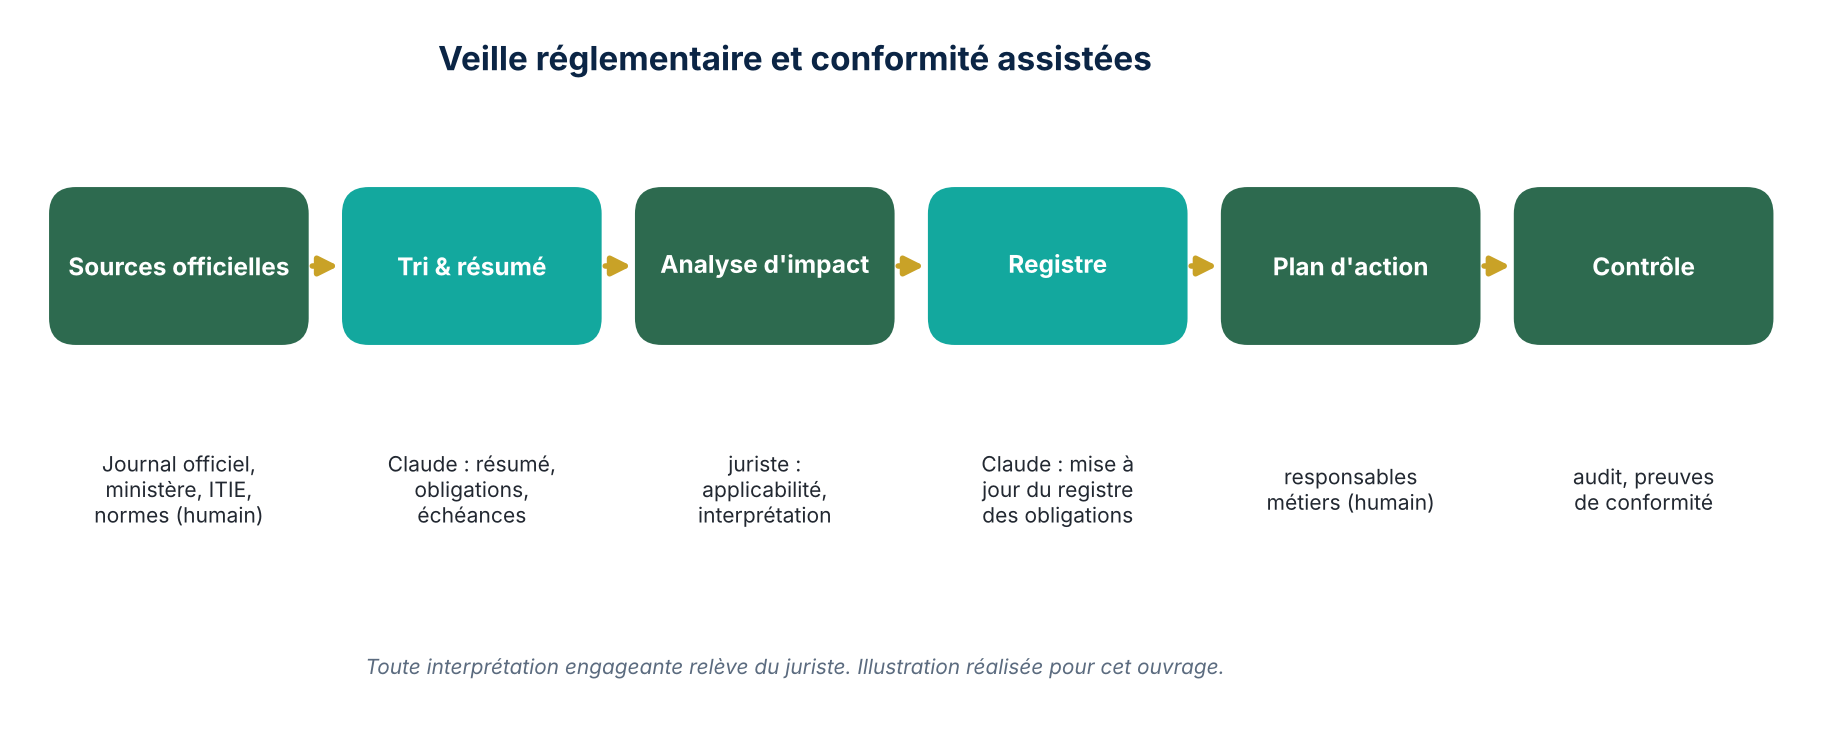 Veille réglementaire et conformité assistées
Sources officielles
Tri & résumé
Analyse d'impact
Registre
Plan d'action
Contrôle
Journal officiel,
ministère, ITIE,
normes (humain)
Claude : résumé,
obligations,
échéances
juriste :
applicabilité,
interprétation
Claude : mise à
jour du registre
des obligations
responsables
métiers (humain)
audit, preuves
de conformité
Toute interprétation engageante relève du juriste. Illustration réalisée pour cet ouvrage.